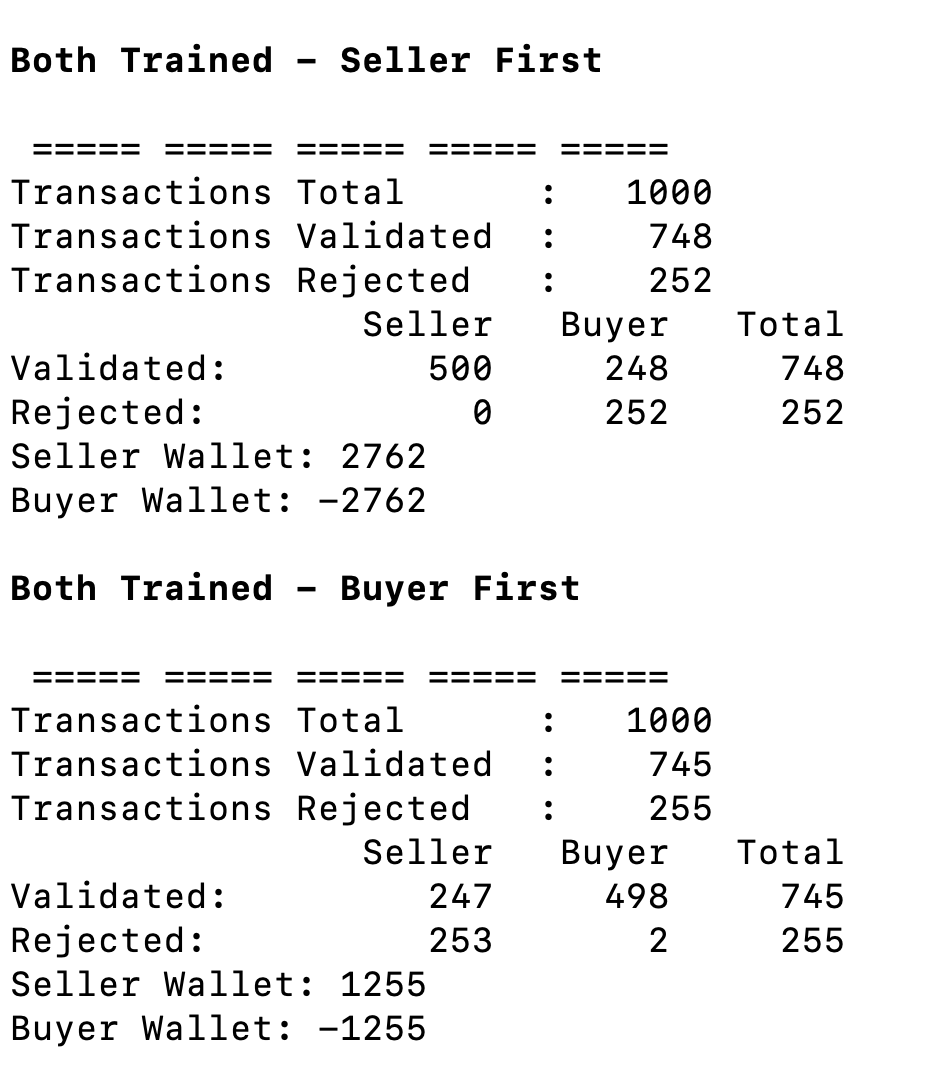 Both Trained – Seller First
===== ===== ===== ===== =====
Transactions Total      :   1000
Transactions Validated  :    748
Transactions Rejected   :    252
                Seller   Buyer   Total
Validated:         500     248     748
Rejected:            0     252     252
Seller Wallet: 2762
Buyer Wallet: -2762
Both Trained – Buyer First
===== ===== ===== ===== =====
Transactions Total      :   1000
Transactions Validated  :    745
Transactions Rejected   :    255
                Seller   Buyer   Total
Validated:         247     498     745
Rejected:          253       2     255
Seller Wallet: 1255
Buyer Wallet: -1255